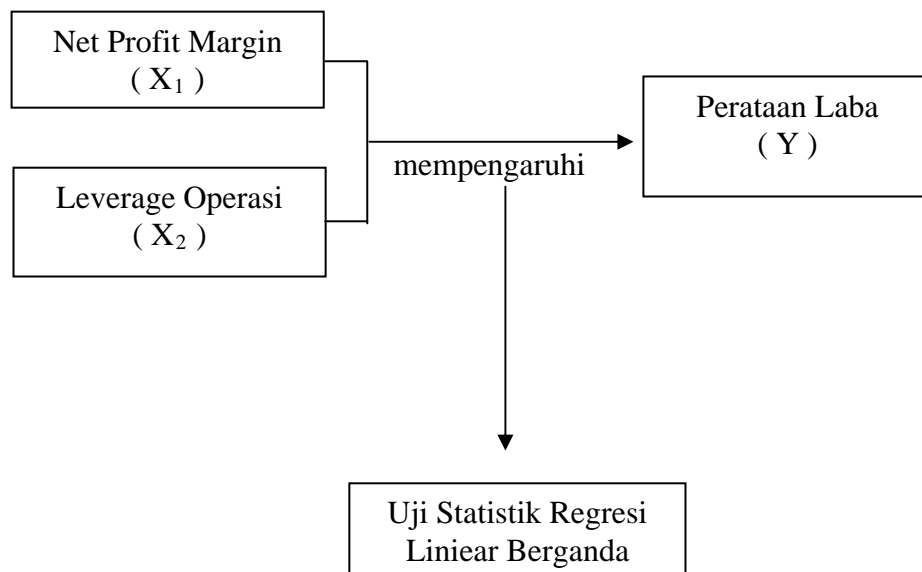 Net Profit Margin
( X₁ )
Perataan Laba
( Y )
mempengaruhi
Leverage Operasi
( X₂ )
Uji Statistik Regresi
Liniear Berganda